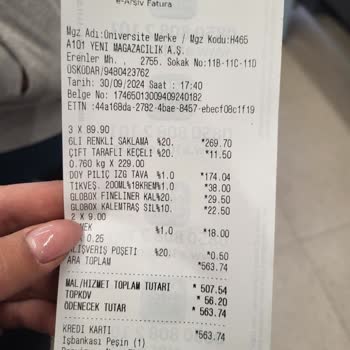 e-Arşiv Fatura
Mgz Adı:Üniversite Merke / Mgz Kodu:H465
A101 YENİ MAGAZACILIK A.Ş.
Erenler Mh. , 2755. Sokak No:11B-11C-11D
ÜSKÜDAR/9480423762
Tarih: 30/09/2024 Saat : 17:40
Belge No: 17465013009409240182
ETTN :44a168da-2782-4bae-8457-ebecf08c1f19
3 X 89.90
6LI RENKLİ SAKLAMA %20. *269.70
ÇİFT TARAFLI KEÇELİ %20. *11.50
0.760 kg X 229.00
DOY PİLİÇ IZG TAVA %1.0 *174.04
TİKVEŞ. 200ML%18KREM%1.0 *38.00
GLOBOX FINELINER KAL%20. *29.50
GLOBOX KALEMTRAŞ SİL%10. *22.50
2 X 9.00
MEK %1.0 *18.00
0.25
ALIŞVERİŞ POŞETİ %20. *0.50
ARA TOPLAM *563.74
MAL/HİZMET TOPLAM TUTARI * 507.54
TOPKDV * 56.20
ÖDENECEK TUTAR * 563.74
KREDİ KARTI *563.74
İşbankası Peşin (1)